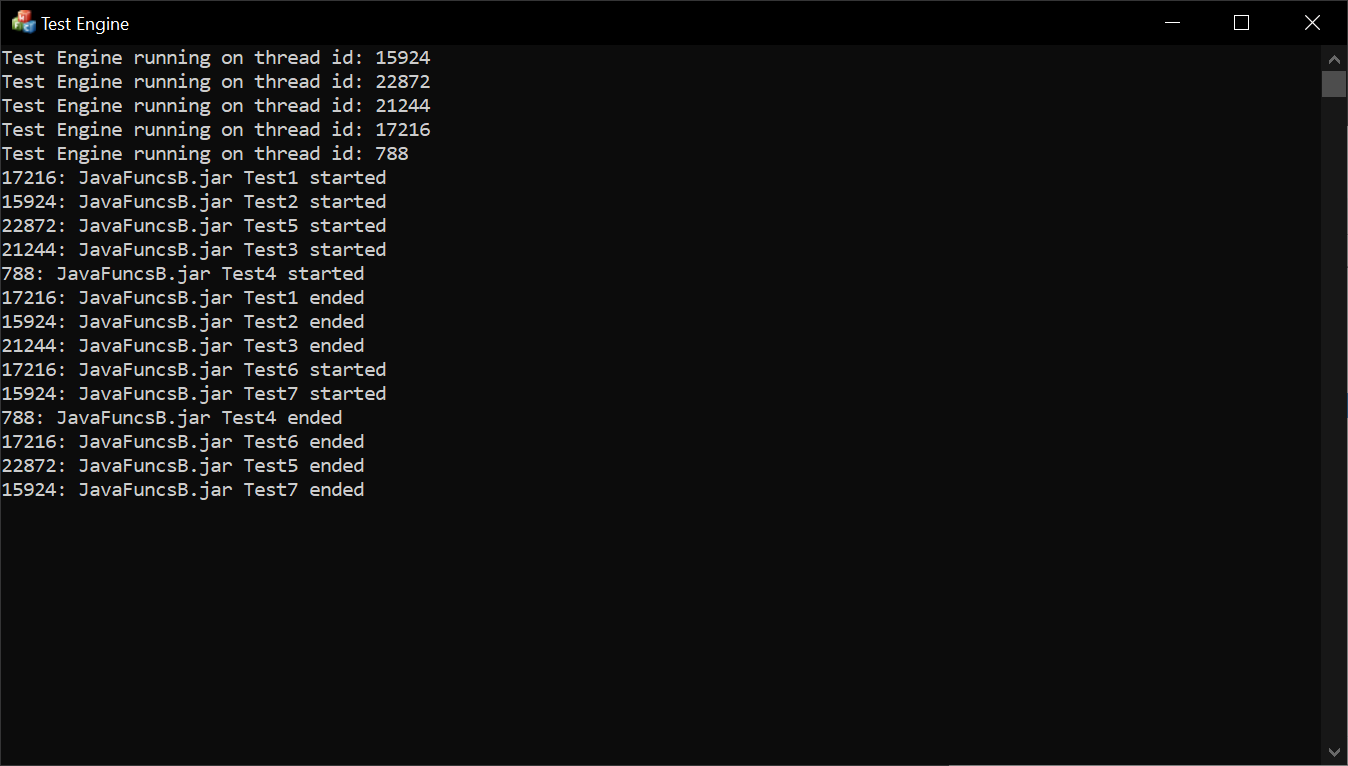 Test Engine
Test Engine running on thread id: 15924
Test Engine running on thread id: 22872
Test Engine running on thread id: 21244
Test Engine running on thread id: 17216
Test Engine running on thread id: 788
17216: JavaFuncsB.jar Test1 started
15924: JavaFuncsB.jar Test2 started
22872: JavaFuncsB.jar Test5 started
21244: JavaFuncsB.jar Test3 started
788: JavaFuncsB.jar Test4 started
17216: JavaFuncsB.jar Test1 ended
15924: JavaFuncsB.jar Test2 ended
21244: JavaFuncsB.jar Test3 ended
17216: JavaFuncsB.jar Test6 started
15924: JavaFuncsB.jar Test7 started
788: JavaFuncsB.jar Test4 ended
17216: JavaFuncsB.jar Test6 ended
22872: JavaFuncsB.jar Test5 ended
15924: JavaFuncsB.jar Test7 ended